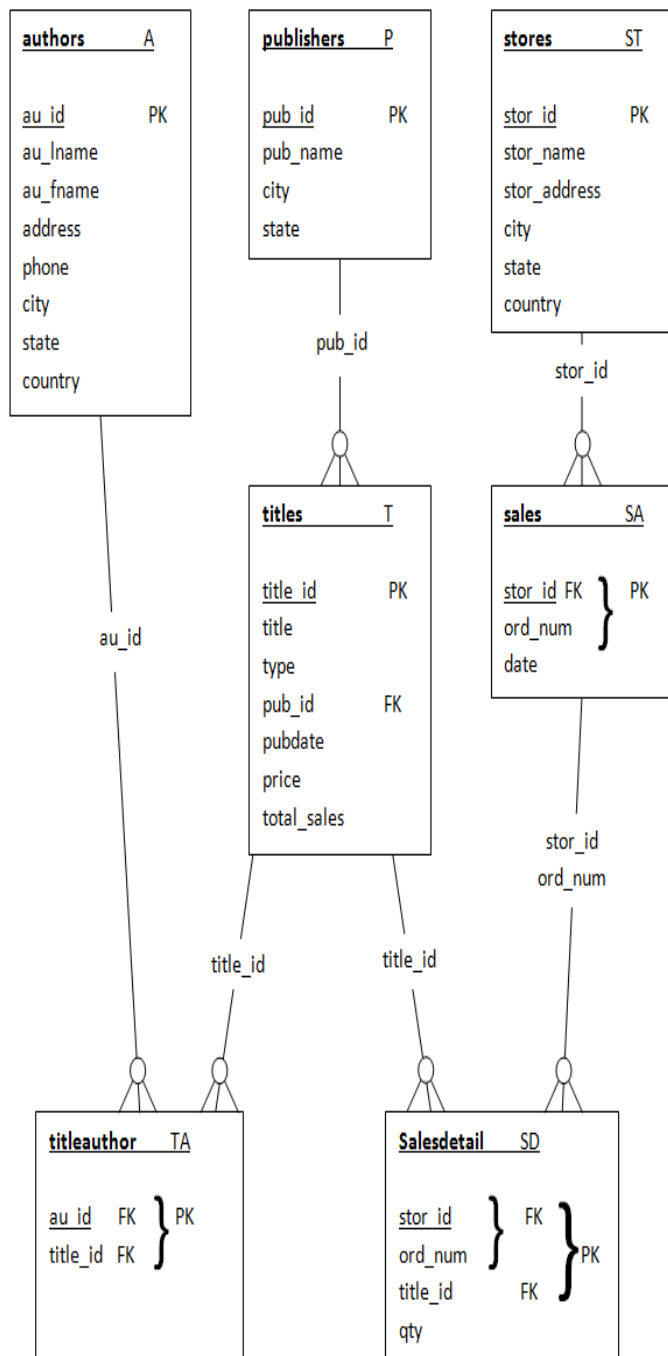 authors A
au_id PK
au_lname
au_fname
address
phone
city
state
country
publishers P
pub_id PK
pub_name
city
state
stores ST
stor_id PK
stor_name
stor_address
city
state
country
pub_id
stor_id
titles T
title_id PK
title
type
pub_id FK
pubdate
price
total_sales
sales SA
stor_id FK } PK
ord_num
date
au_id
stor_id
ord_num
title_id
title_id
titleauthor TA
au_id FK } PK
title_id FK
Salesdetail SD
stor_id } FK
ord_num } PK
title_id FK
qty